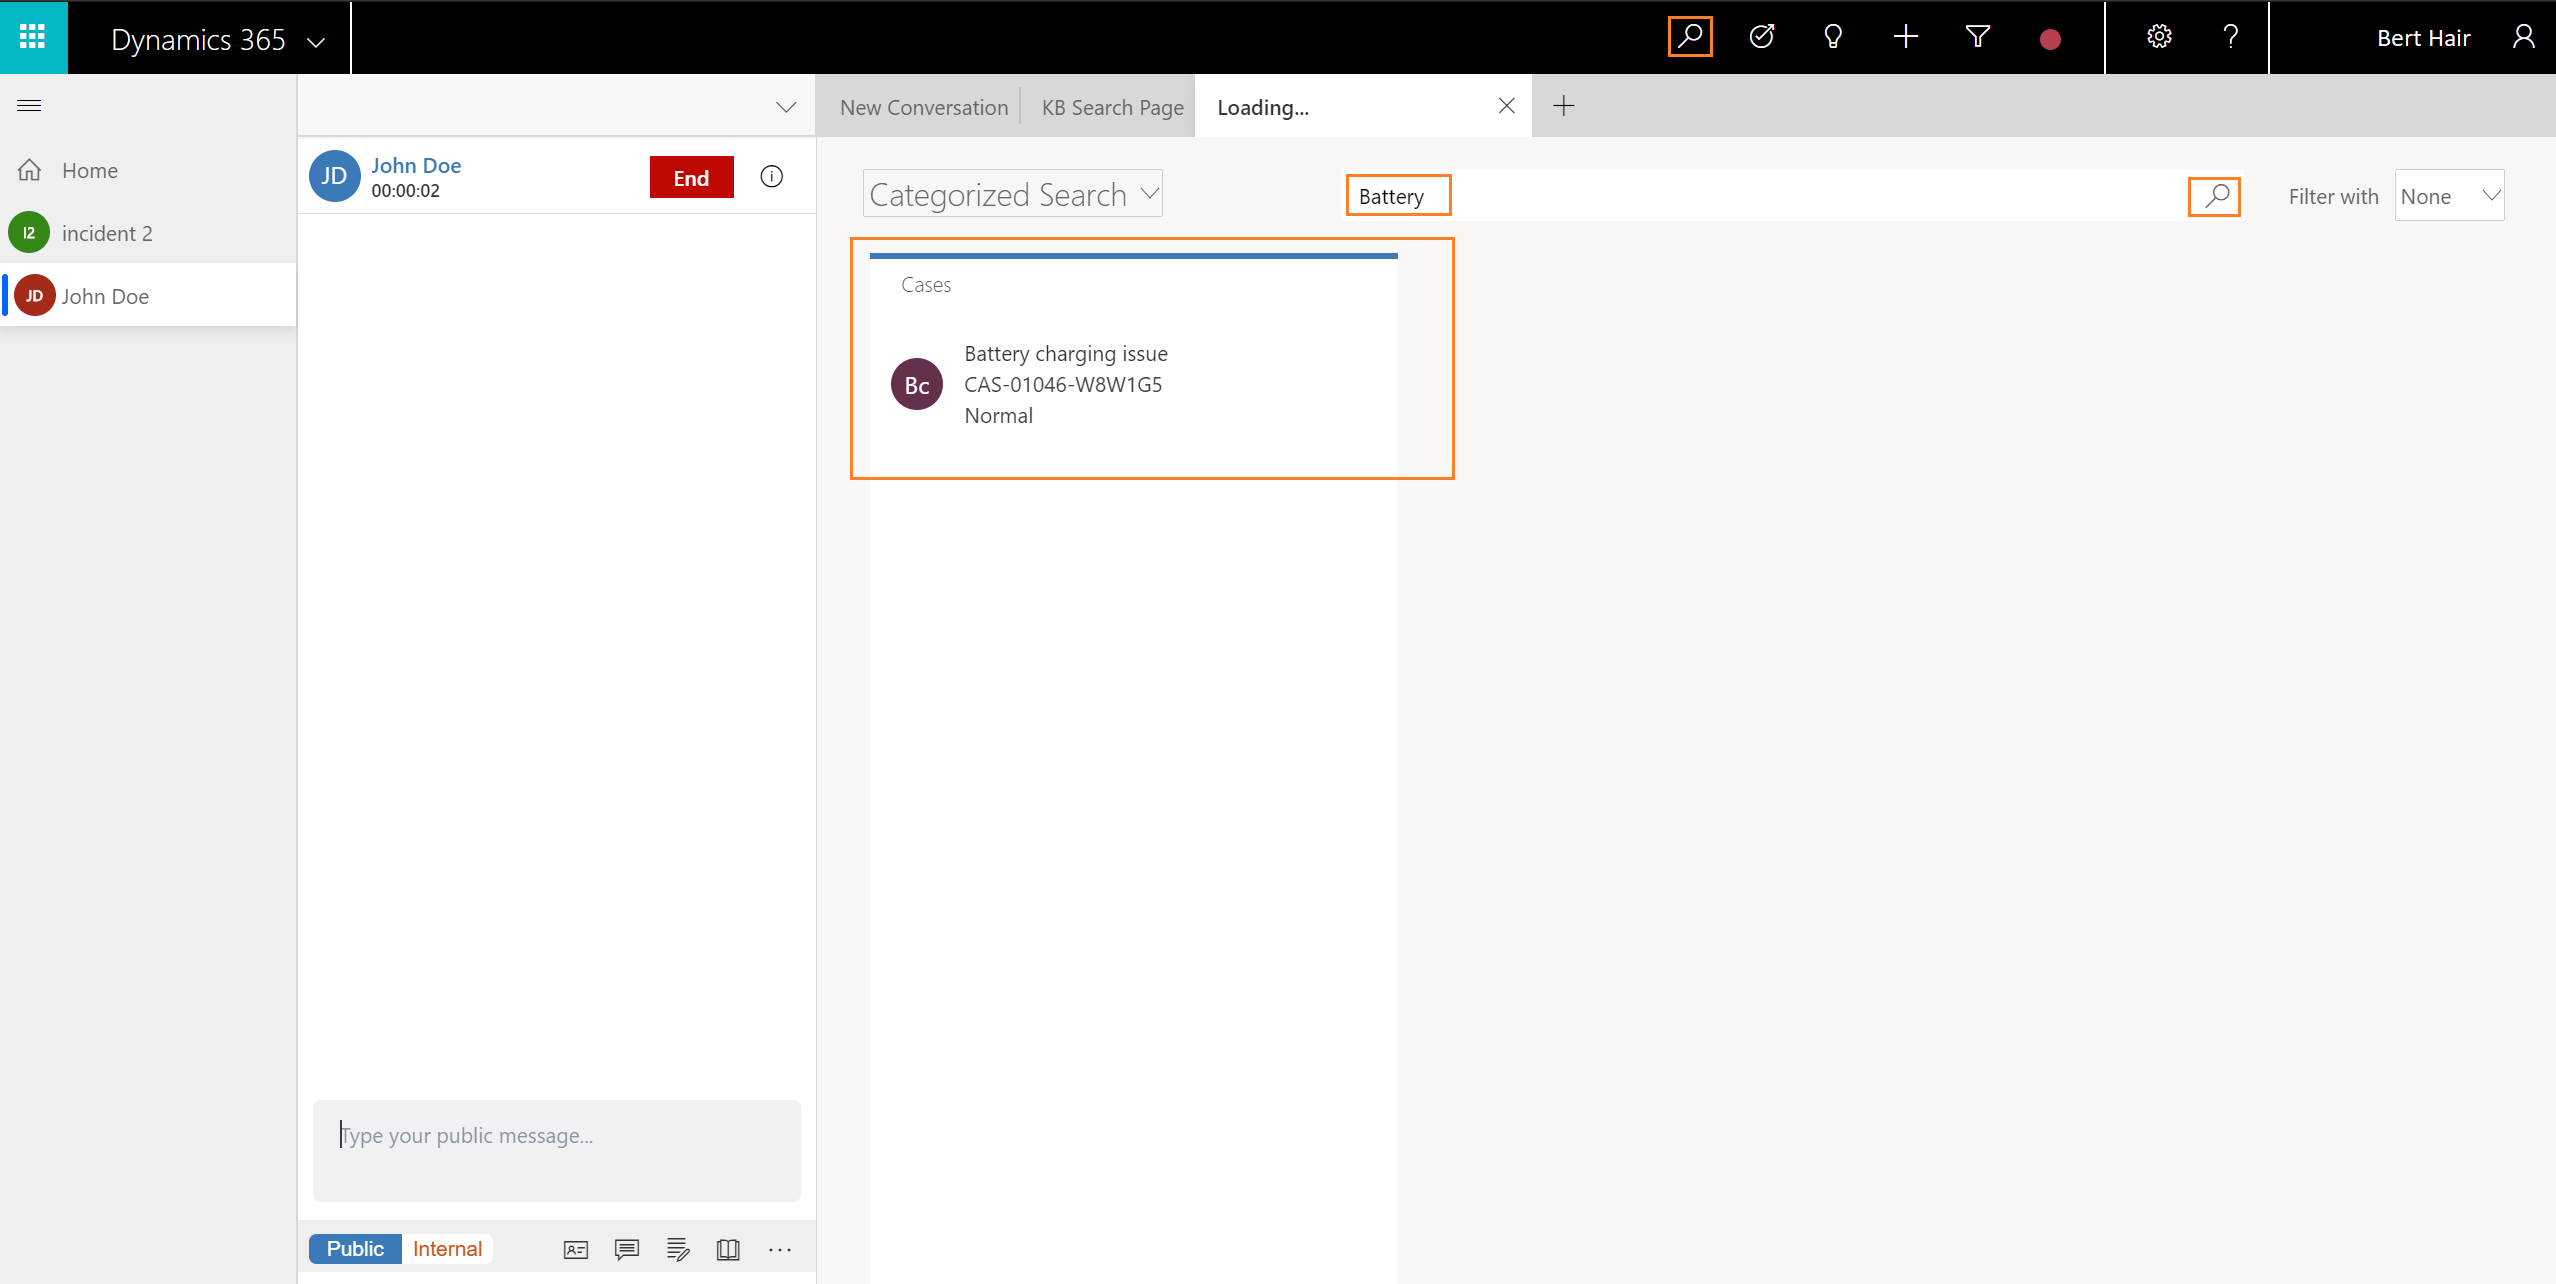 Dynamics 365
Bert Hair
Home
I2 incident 2
JD John Doe
JD John Doe
00:00:02
End
New Conversation
KB Search Page
Loading...
Categorized Search
Battery
Filter with
None
Cases
Bc
Battery charging issue
CAS-01046-W8W1G5
Normal
Type your public message...
Public
Internal